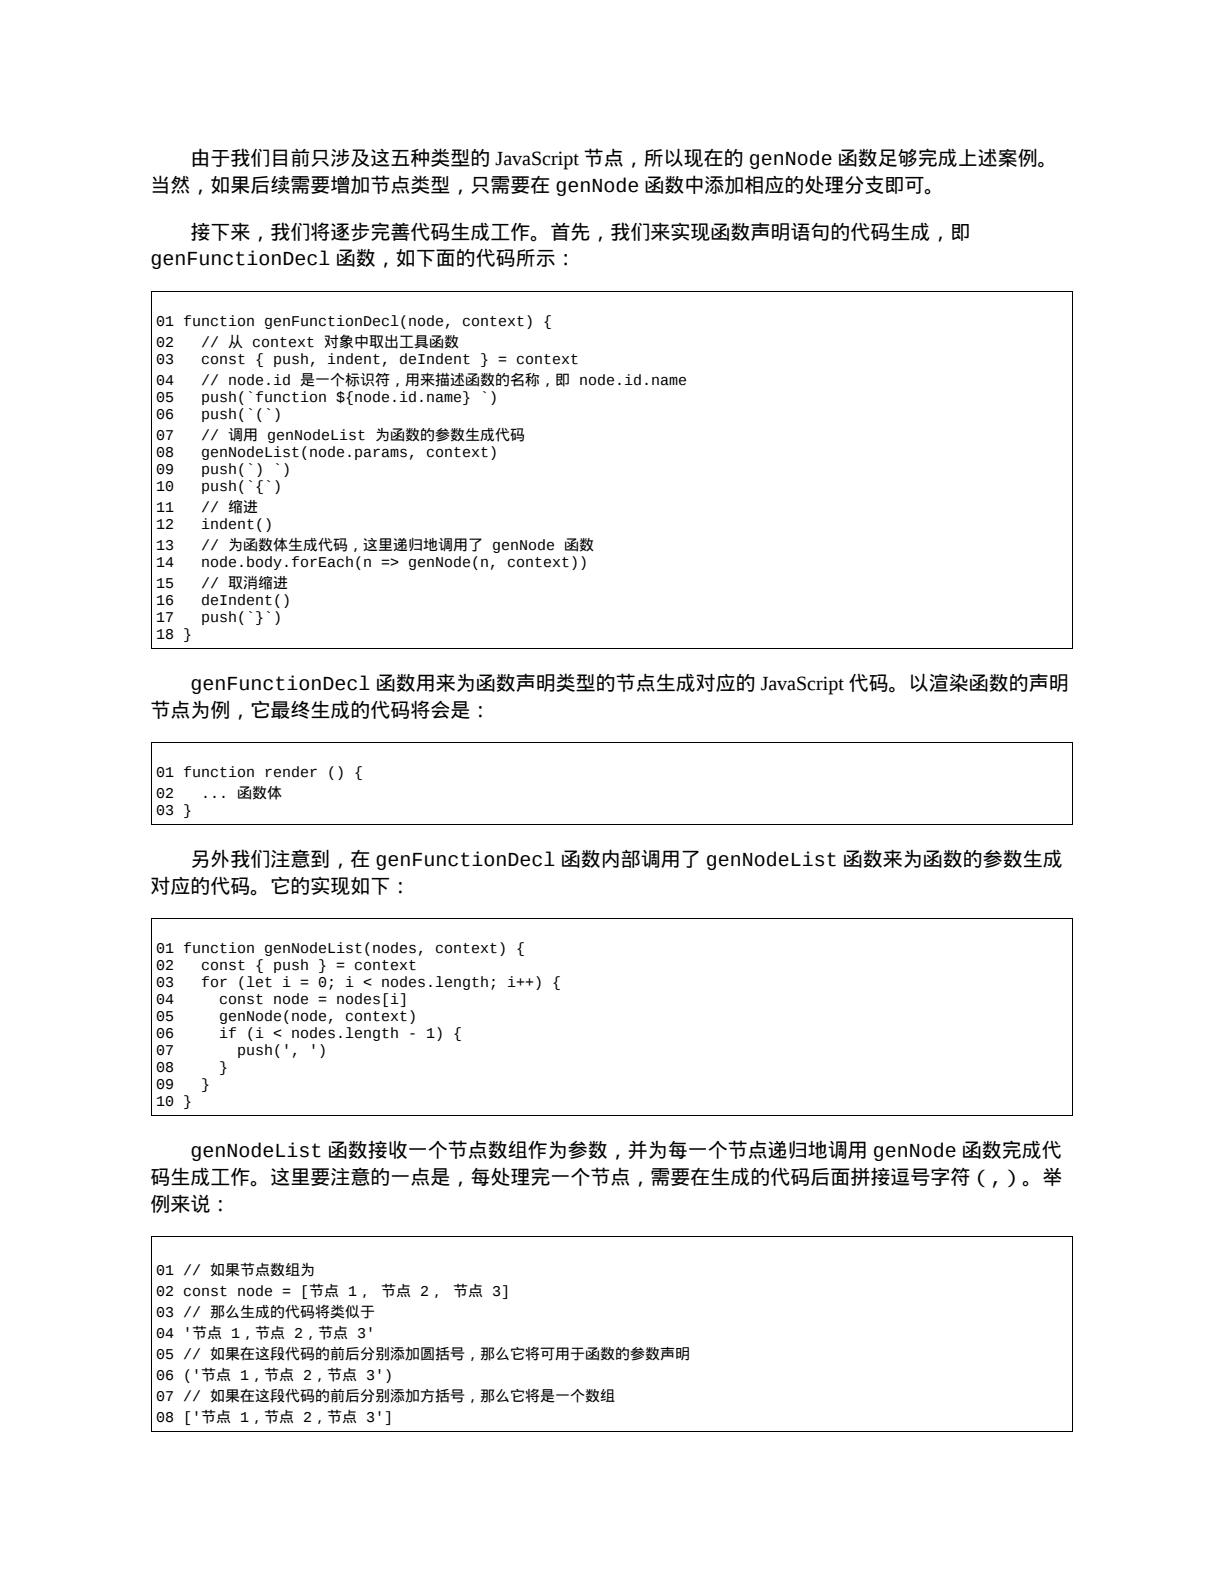 由于我们目前只涉及这五种类型的 JavaScript 节点，所以现在的 genNode 函数足够完成上述案例。
当然，如果后续需要增加节点类型，只需要在 genNode 函数中添加相应的处理分支即可。
接下来，我们将逐步完善代码生成工作。首先，我们来实现函数声明语句的代码生成，即
genFunctionDecl 函数，如下面的代码所示：
01 function genFunctionDecl(node, context) {
02   // 从 context 对象中取出工具函数
03   const { push, indent, deIndent } = context
04   // node.id 是一个标识符，用来描述函数的名称，即 node.id.name
05   push(`function ${node.id.name} `)
06   push(`(`)
07   // 调用 genNodeList 为函数的参数生成代码
08   genNodeList(node.params, context)
09   push(`) `)
10   push(`{`)
11   // 缩进
12   indent()
13   // 为函数体生成代码，这里递归地调用了 genNode 函数
14   node.body.forEach(n => genNode(n, context))
15   // 取消缩进
16   deIndent()
17   push(`}`)
18 }
genFunctionDecl 函数用来为函数声明类型的节点生成对应的 JavaScript 代码。以渲染函数的声明
节点为例，它最终生成的代码将会是：
01 function render () {
02   ... 函数体
03 }
另外我们注意到，在 genFunctionDecl 函数内部调用了 genNodeList 函数来为函数的参数生成
对应的代码。它的实现如下：
01 function genNodeList(nodes, context) {
02   const { push } = context
03   for (let i = 0; i < nodes.length; i++) {
04     const node = nodes[i]
05     genNode(node, context)
06     if (i < nodes.length - 1) {
07       push(', ')
08     }
09   }
10 }
genNodeList 函数接收一个节点数组作为参数，并为每一个节点递归地调用 genNode 函数完成代
码生成工作。这里要注意的一点是，每处理完一个节点，需要在生成的代码后面拼接逗号字符（,）。举
例来说：
01 // 如果节点数组为
02 const node = [节点 1， 节点 2， 节点 3]
03 // 那么生成的代码将类似于
04 '节点 1，节点 2，节点 3'
05 // 如果在这段代码的前后分别添加圆括号，那么它将可用于函数的参数声明
06 ('节点 1，节点 2，节点 3')
07 // 如果在这段代码的前后分别添加方括号，那么它将是一个数组
08 ['节点 1，节点 2，节点 3']